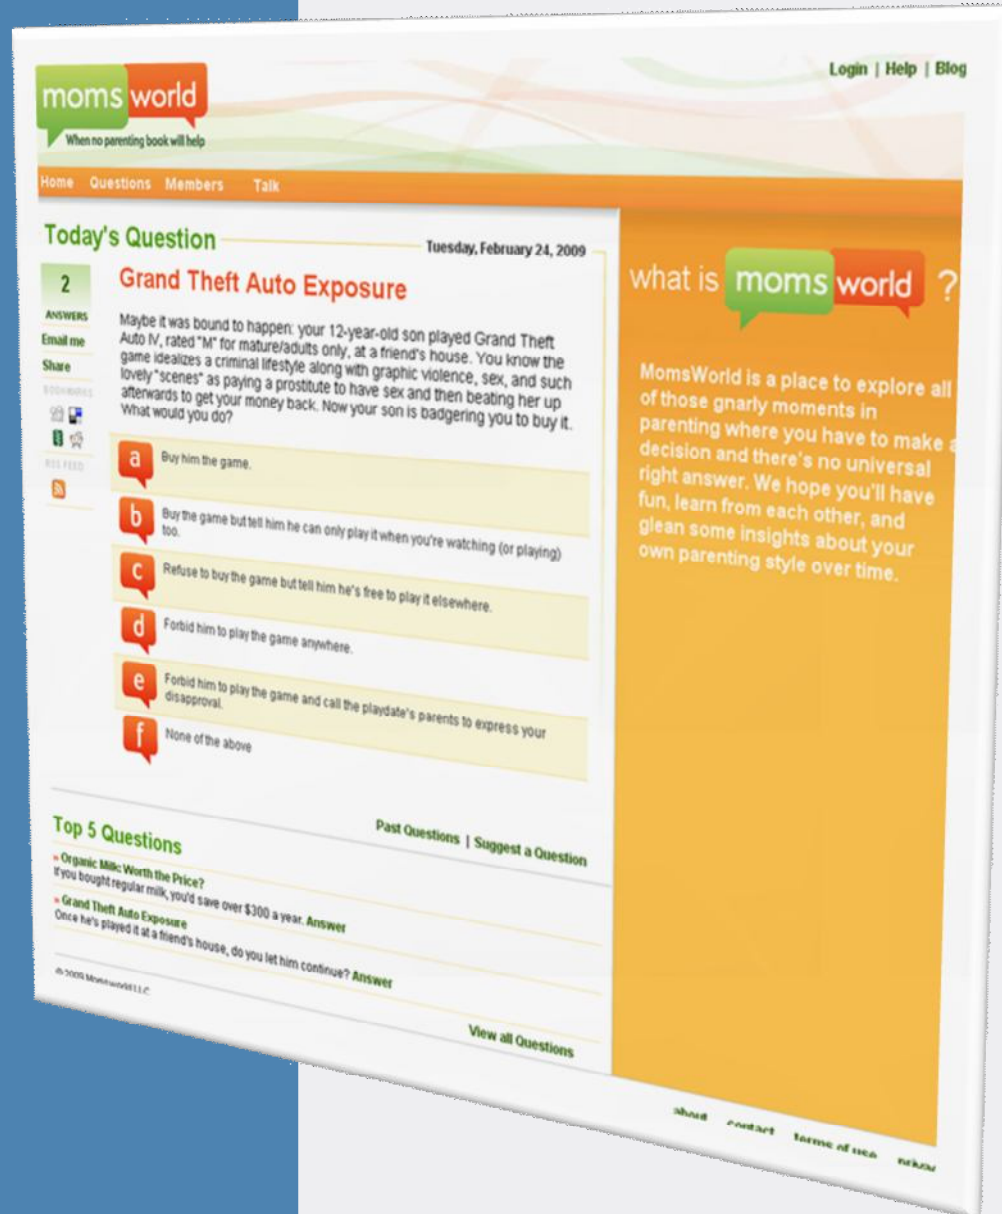 moms world
When no parenting book will help
Login | Help | Blog
Home Questions Members Talk
Today's Question
Tuesday, February 24, 2009
2
ANSWERS
Email me
Share
BOOKMARKS
RSS FEED
Grand Theft Auto Exposure
Maybe it was bound to happen: your 12-year-old son played Grand Theft
Auto IV, rated "M" for mature/adults only, at a friend's house. You know the
game idealizes a criminal lifestyle along with graphic violence, sex, and such
lovely "scenes" as paying a prostitute to have sex and then beating her up
afterwards to get your money back. Now your son is badgering you to buy it.
What would you do?
a Buy him the game.
b Buy the game but tell him he can only play it when you're watching (or playing)
too.
c Refuse to buy the game but tell him he's free to play it elsewhere.
d Forbid him to play the game anywhere.
e Forbid him to play the game and call the playdate's parents to express your
disapproval.
f None of the above
Past Questions | Suggest a Question
Top 5 Questions
» Organic Milk: Worth the Price?
If you bought regular milk, you'd save over $300 a year. Answer
» Grand Theft Auto Exposure
Once he's played it at a friend's house, do you let him continue? Answer
View all Questions
© 2009 Momsworld LLC
what is moms world ?
MomsWorld is a place to explore all
of those gnarly moments in
parenting where you have to make a
decision and there's no universal
right answer. We hope you'll have
fun, learn from each other, and
glean some insights about your
own parenting style over time.
about contact terms of use